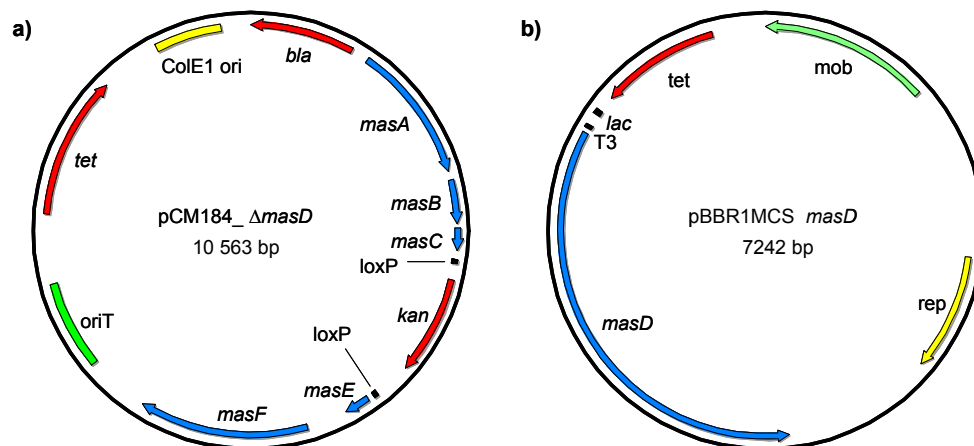 a)
ColE1 ori
bla
masA
tet
masB
pCM184_ ΔmasD
10 563 bp
masC
loxP
kan
oriT
loxP
masE
masF
b)
mob
tet
lac
T3
pBBR1MCS masD
7242 bp
rep
masD